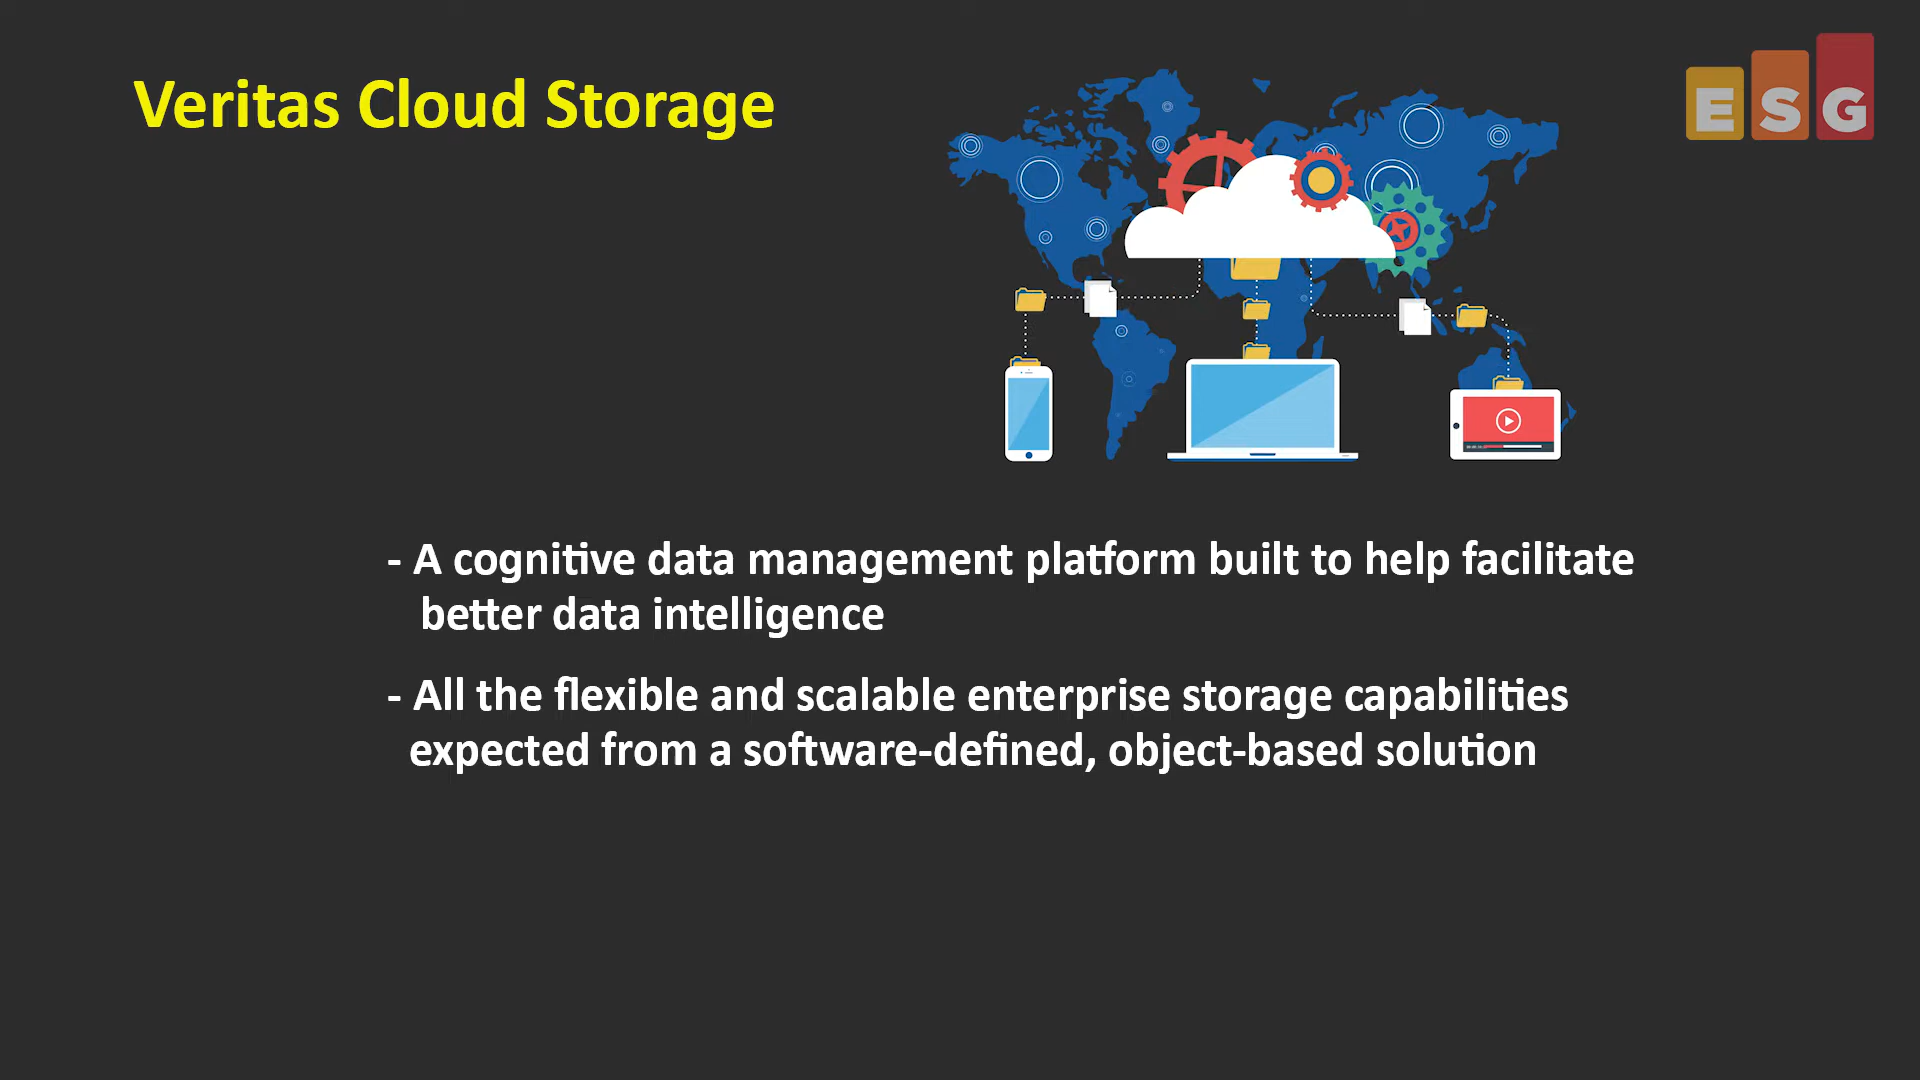 Veritas Cloud Storage
ESG
- A cognitive data management platform built to help facilitate
better data intelligence
- All the flexible and scalable enterprise storage capabilities
expected from a software-defined, object-based solution